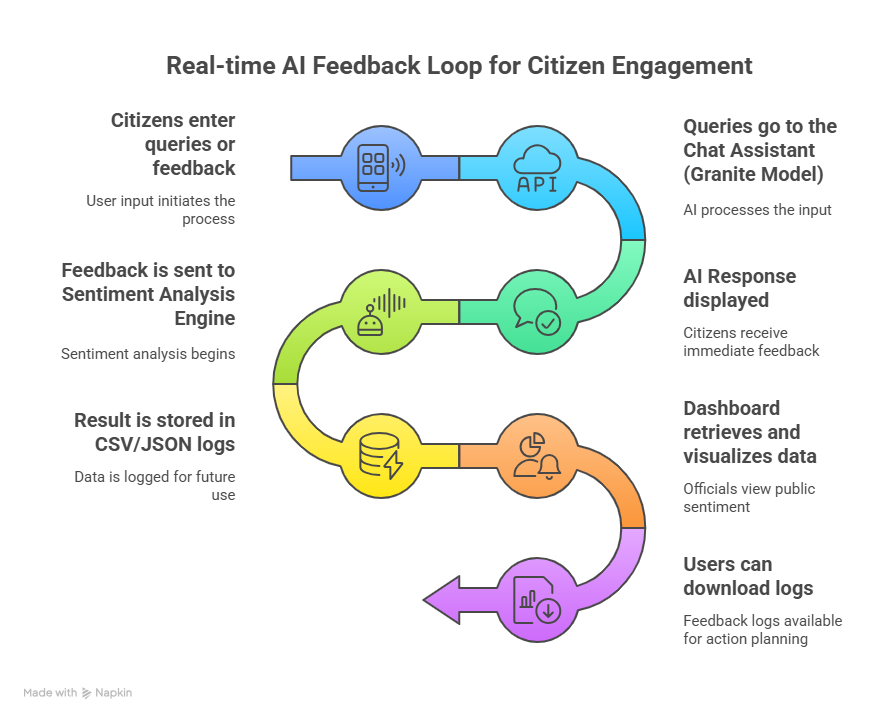 Real-time AI Feedback Loop for Citizen Engagement
Citizens enter
queries or
feedback
User input initiates the
process
API
Queries go to the
Chat Assistant
(Granite Model)
AI processes the input
AI Response
displayed
Citizens receive
immediate feedback
Feedback is sent to
Sentiment Analysis
Engine
Sentiment analysis begins
Result is stored in
CSV/JSON logs
Data is logged for future
use
Dashboard
retrieves and
visualizes data
Officials view public
sentiment
Users can
download logs
Feedback logs available
for action planning
Made with Napkin